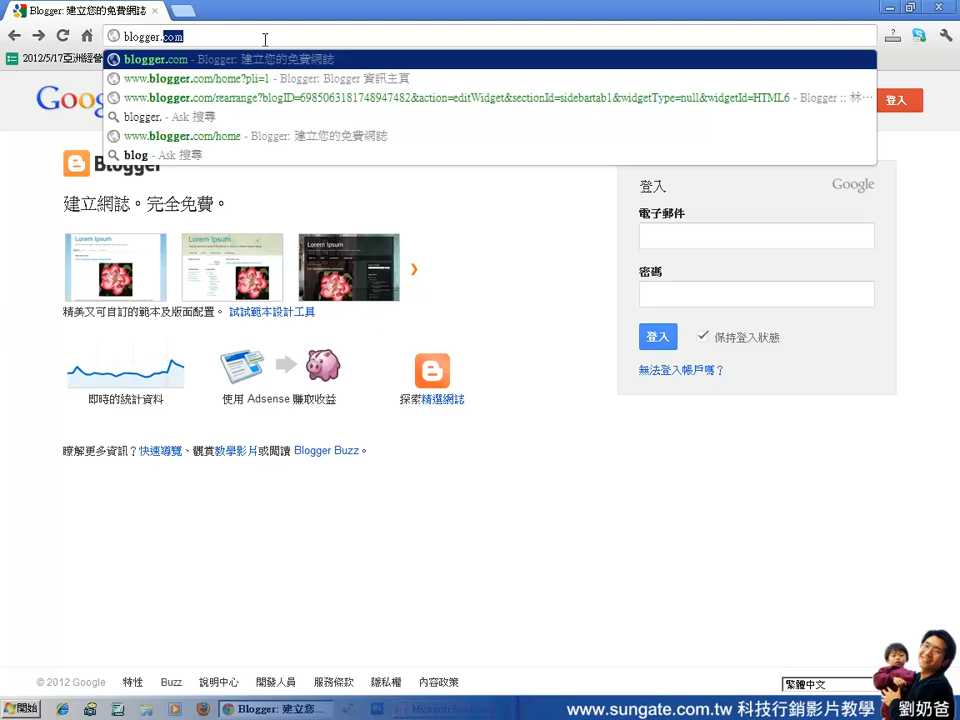 Blogger: 建立您的免費網誌
blogger.com
2012/5/17亞洲經營
blogger.com - Blogger: 建立您的免費網誌
www.blogger.com/home?pli=1 - Blogger: Blogger 資訊主頁
www.blogger.com/rearrange?blogID=6985063181748947482&action=editWidget&sectionId=sidebartab1&widgetType=null&widgetId=HTML6 - Blogger :: 林…
blogger. - Ask 搜尋
www.blogger.com/home - Blogger: 建立您的免費網誌
blog - Ask 搜尋
登入
Blogger
建立網誌。完全免費。
Lorem Ipsum
Lorem Ipsum
Lorem Ipsum
精美又可自訂的範本及版面配置。 試試範本設計工具
即時的統計資料
使用 Adsense 賺取收益
探索精選網誌
瞭解更多資訊？快速導覽、觀賞教學影片或閱讀 Blogger Buzz。
登入
Google
電子郵件
密碼
登入
保持登入狀態
無法登入帳戶嗎？
© 2012 Google 特性 Buzz 說明中心 開發人員 服務條款 隱私權 內容政策
繁體中文
開始
Blogger: 建立您...
www.sungate.com.tw 科技行銷影片教學 劉奶爸